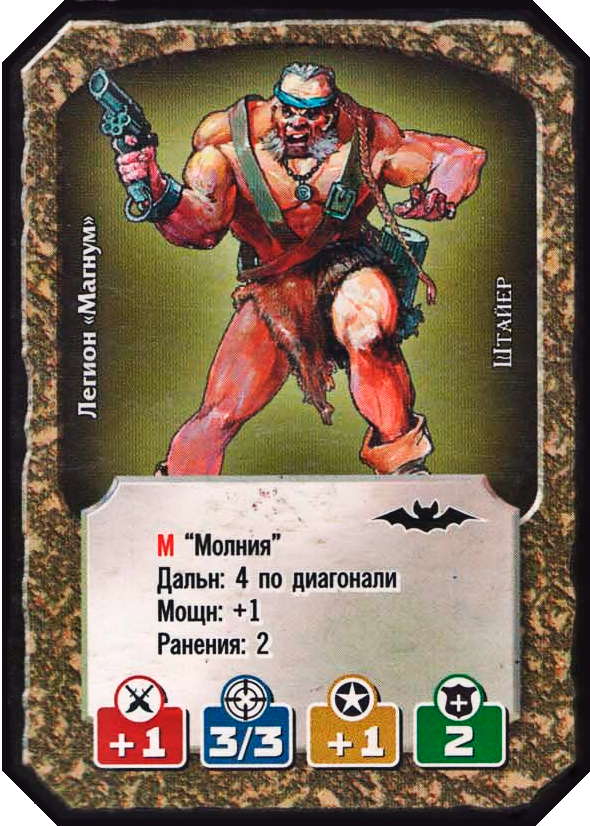 Легион «Магнум»
Штайер
М “Молния”
Дальн: 4 по диагонали
Мощн: +1
Ранения: 2
+1
3/3
+1
2